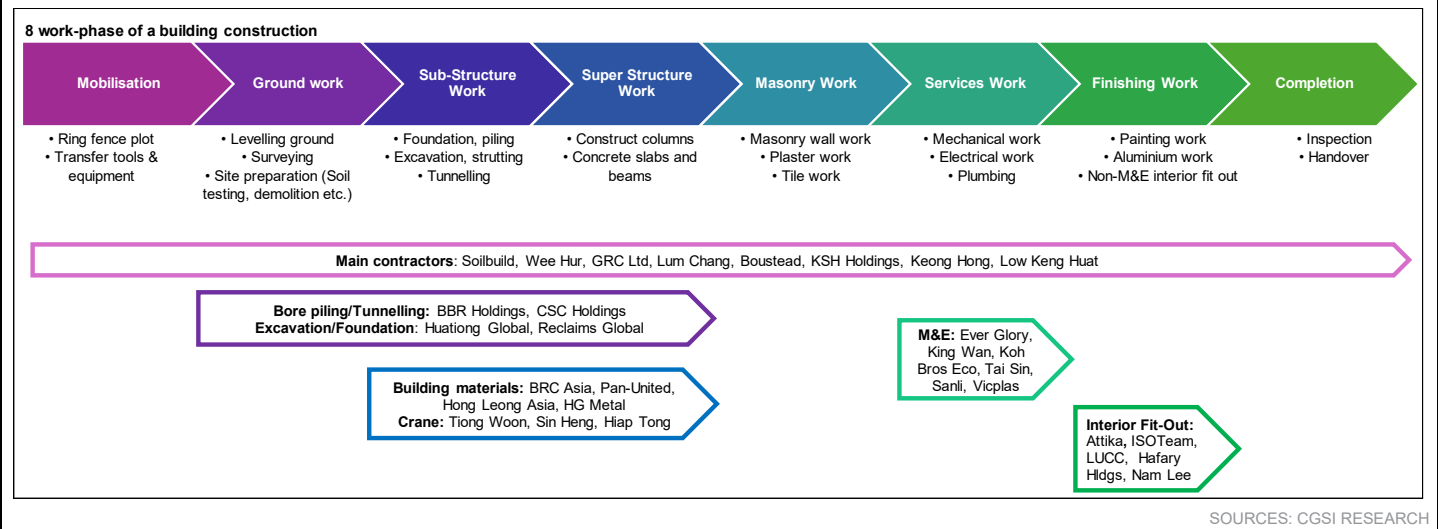 8 work-phase of a building construction
Mobilisation
Ground work
Sub-Structure
Work
Super Structure
Work
Masonry Work
Services Work
Finishing Work
Completion
• Ring fence plot
• Transfer tools &
equipment
• Levelling ground
• Surveying
• Site preparation (Soil
testing, demolition etc.)
• Foundation, piling
• Excavation, strutting
• Tunnelling
• Construct columns
• Concrete slabs and
beams
• Masonry wall work
• Plaster work
• Tile work
• Mechanical work
• Electrical work
• Plumbing
• Painting work
• Aluminium work
• Non-M&E interior fit out
• Inspection
• Handover
Main contractors: Soilbuild, Wee Hur, GRC Ltd, Lum Chang, Boustead, KSH Holdings, Keong Hong, Low Keng Huat
Bore piling/Tunnelling: BBR Holdings, CSC Holdings
Excavation/Foundation: Huationg Global, Reclaims Global
Building materials: BRC Asia, Pan-United,
Hong Leong Asia, HG Metal
Crane: Tiong Woon, Sin Heng, Hiap Tong
M&E: Ever Glory,
King Wan, Koh
Bros Eco, Tai Sin,
Sanli, Vicplas
Interior Fit-Out:
Attika, ISOTeam,
LUCC, Hafary
Hldgs, Nam Lee
SOURCES: CGSI RESEARCH